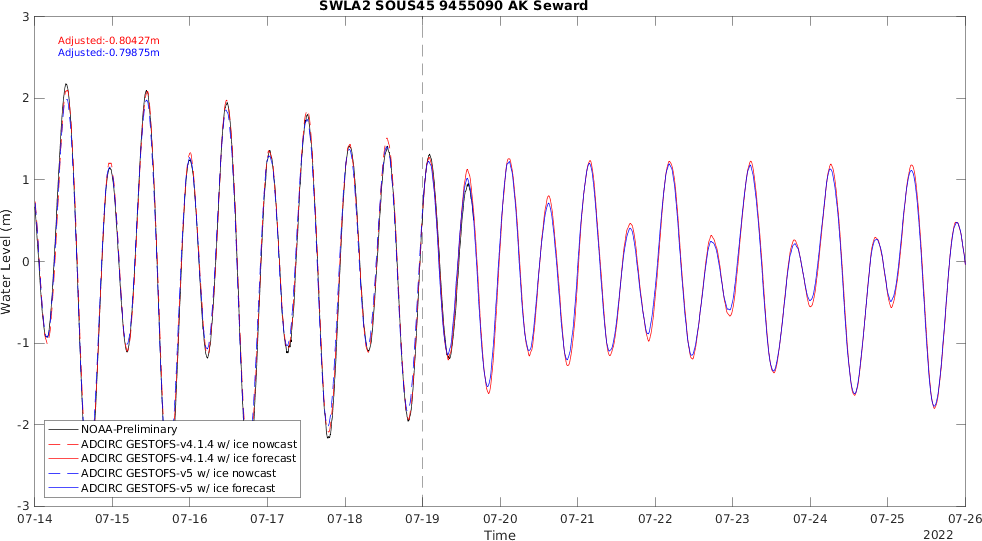 SWLA2 SOUS45 9455090 AK Seward
Adjusted:-0.80427m
Adjusted:-0.79875m
3
2
1
0
-1
-2
-3
Water Level (m)
NOAA-Preliminary
ADCIRC GESTOFS-v4.1.4 w/ ice nowcast
ADCIRC GESTOFS-v4.1.4 w/ ice forecast
ADCIRC GESTOFS-v5 w/ ice nowcast
ADCIRC GESTOFS-v5 w/ ice forecast
07-14 07-15 07-16 07-17 07-18 07-19 07-20 07-21 07-22 07-23 07-24 07-25 07-26
Time
2022